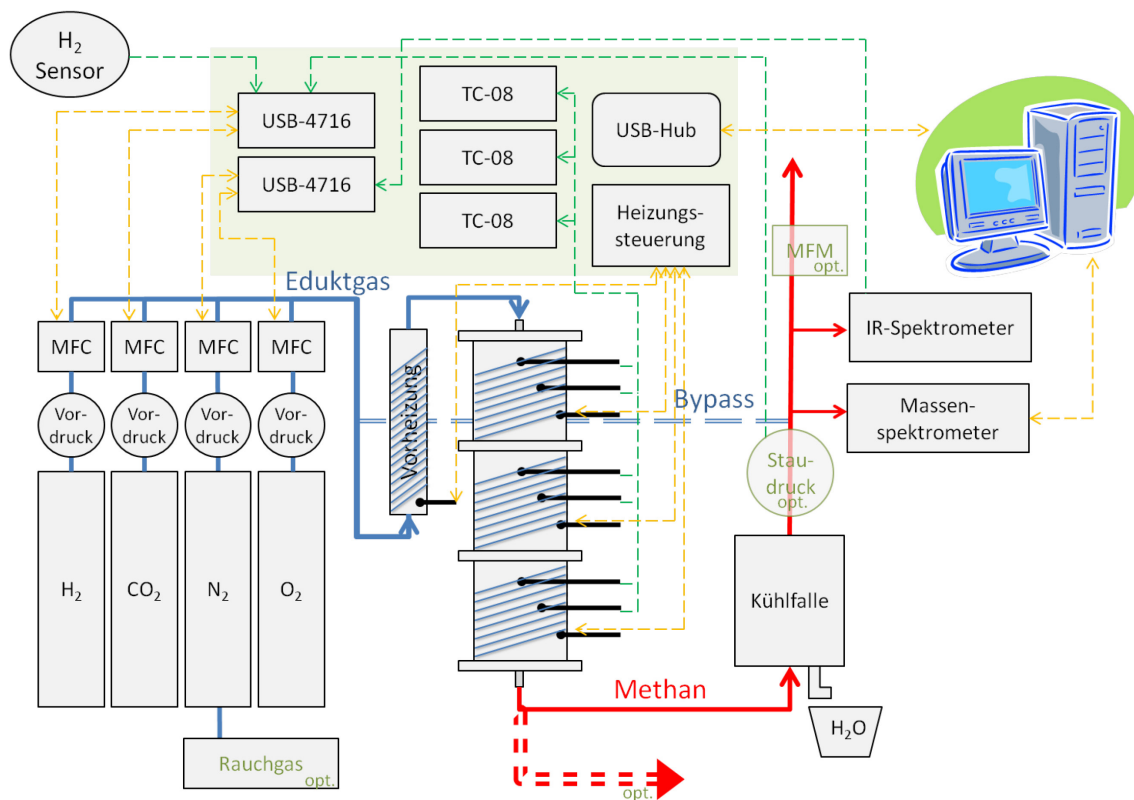 H₂
Sensor
USB-4716
USB-4716
TC-08
TC-08
TC-08
USB-Hub
Heizungs-
steuerung
MFM
opt.
Eduktgas
MFC
MFC
MFC
MFC
Vor-
druck
Vor-
druck
Vor-
druck
Vor-
druck
Vorheizung
Bypass
IR-Spektrometer
Massen-
spektrometer
Stau-
druck
opt.
H₂
CO₂
N₂
O₂
Kühlfalle
Methan
H₂O
Rauchgas
opt.
opt.